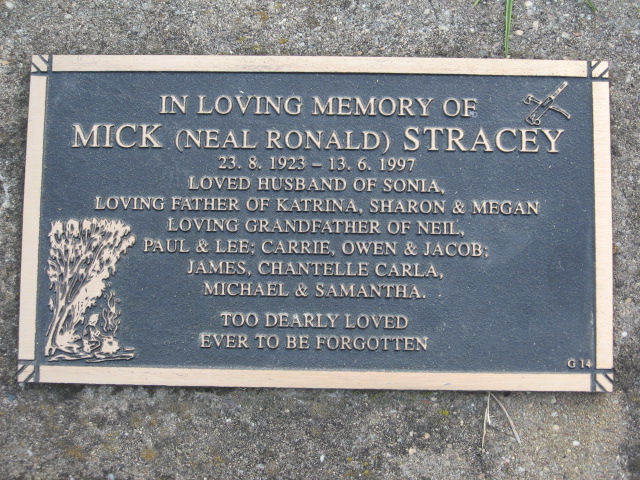 IN LOVING MEMORY OF
MICK (NEAL RONALD) STRACEY
23. 8. 1923 – 13. 6. 1997
LOVED HUSBAND OF SONIA,
LOVING FATHER OF KATRINA, SHARON & MEGAN
LOVING GRANDFATHER OF NEIL,
PAUL & LEE; CARRIE, OWEN & JACOB;
JAMES, CHANTELLE CARLA,
MICHAEL & SAMANTHA.
TOO DEARLY LOVED
EVER TO BE FORGOTTEN
G 14